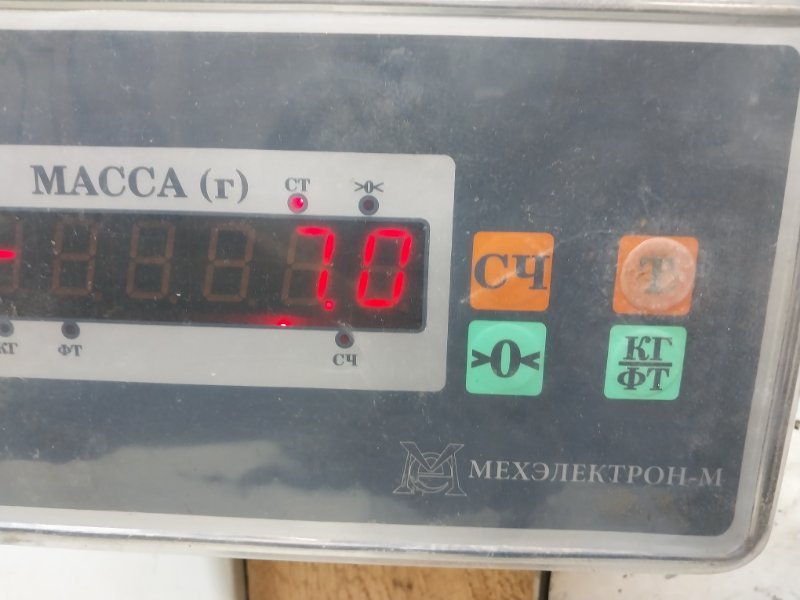 МАССА (г)
СТ
>0<
- 7.0
КГ
ФТ
СЧ
СЧ
Т
>0<
КГ
ФТ
МЕХЭЛЕКТРОН-М